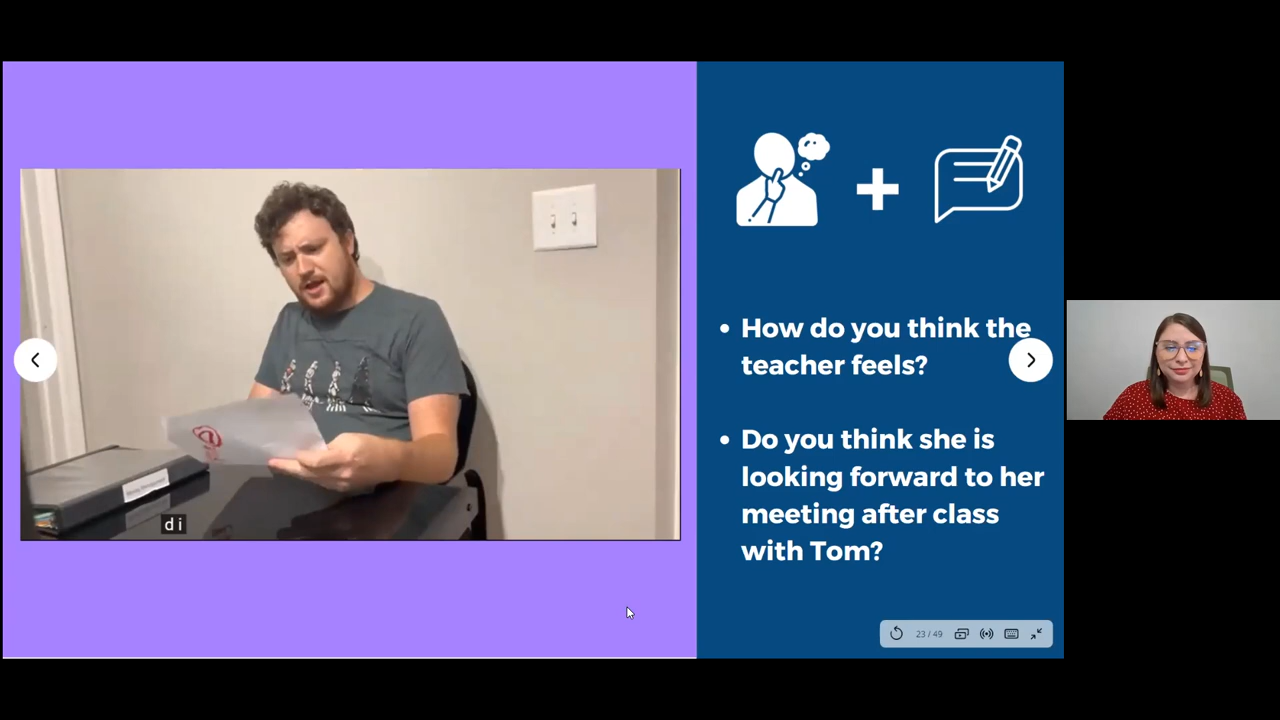 di
• How do you think the
teacher feels?
• Do you think she is
looking forward to her
meeting after class
with Tom?
23 / 49